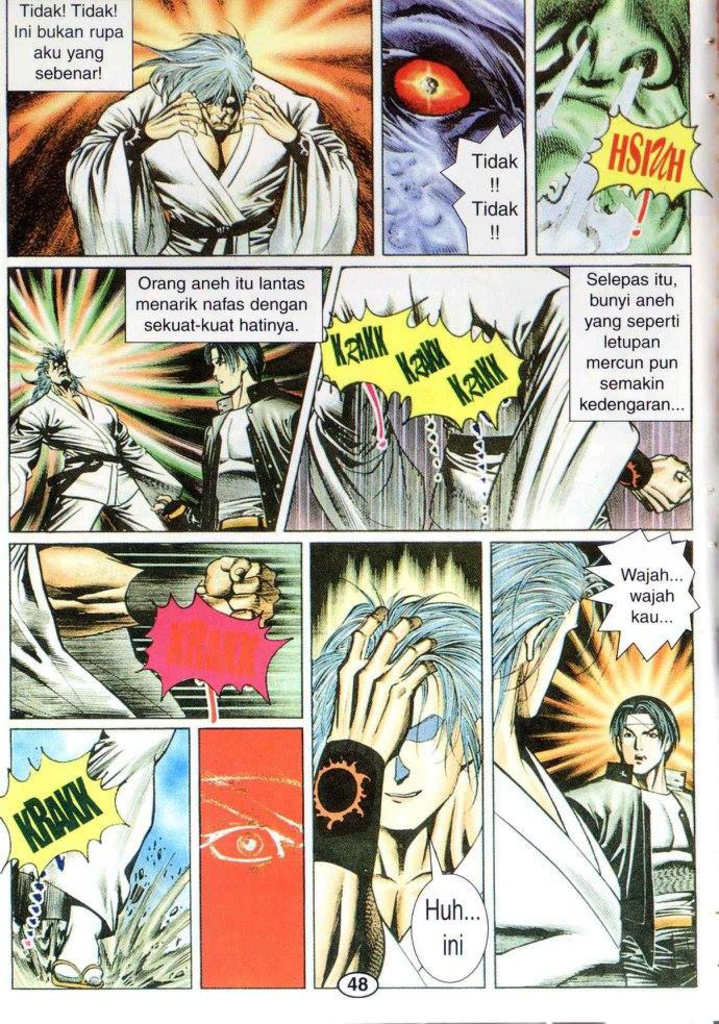 Tidak! Tidak!
Ini bukan rupa
aku yang
sebenar!
Tidak
!!
Tidak
!!
HSRUH
Orang aneh itu lantas
menarik nafas dengan
sekuat-kuat hatinya.
KRAKK
KRAKK
KRAKK
Selepas itu,
bunyi aneh
yang seperti
letupan
mercun pun
semakin
kedengaran...
KRAKK
KRAKK
Huh...
ini
Wajah...
wajah
kau...
48